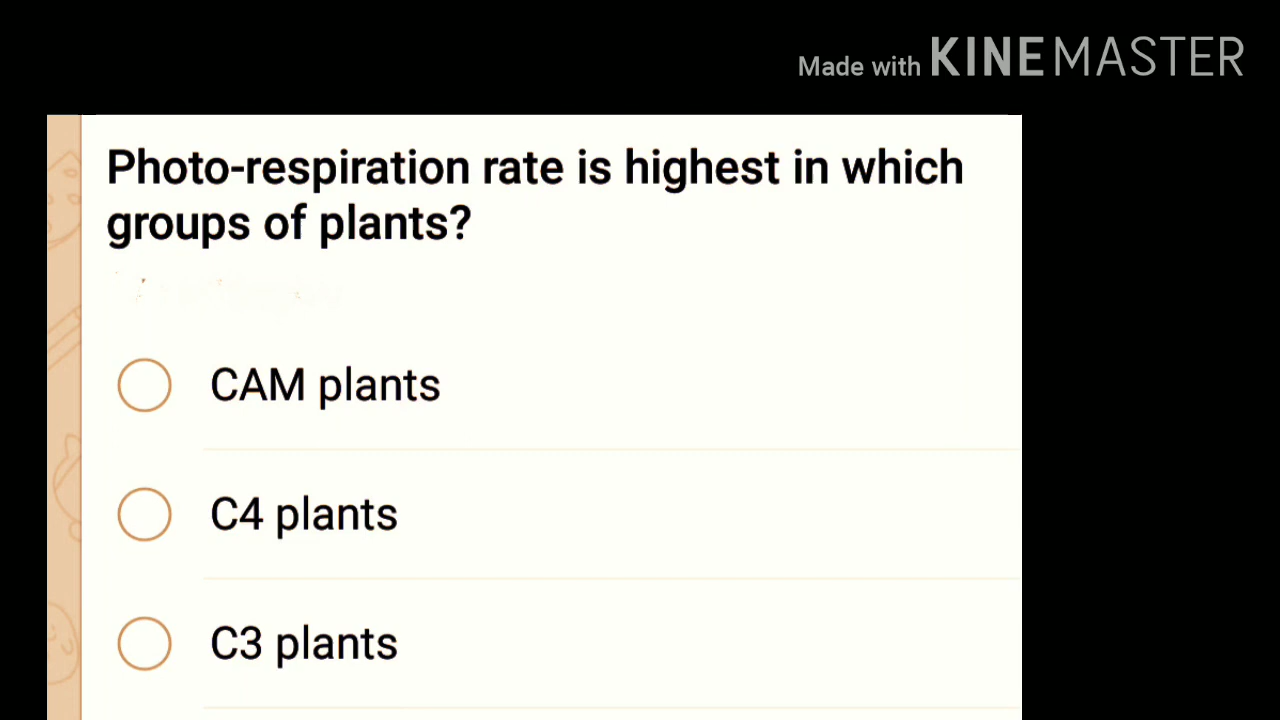 Made with KINEMASTER
Photo-respiration rate is highest in which
groups of plants?
CAM plants
C4 plants
C3 plants